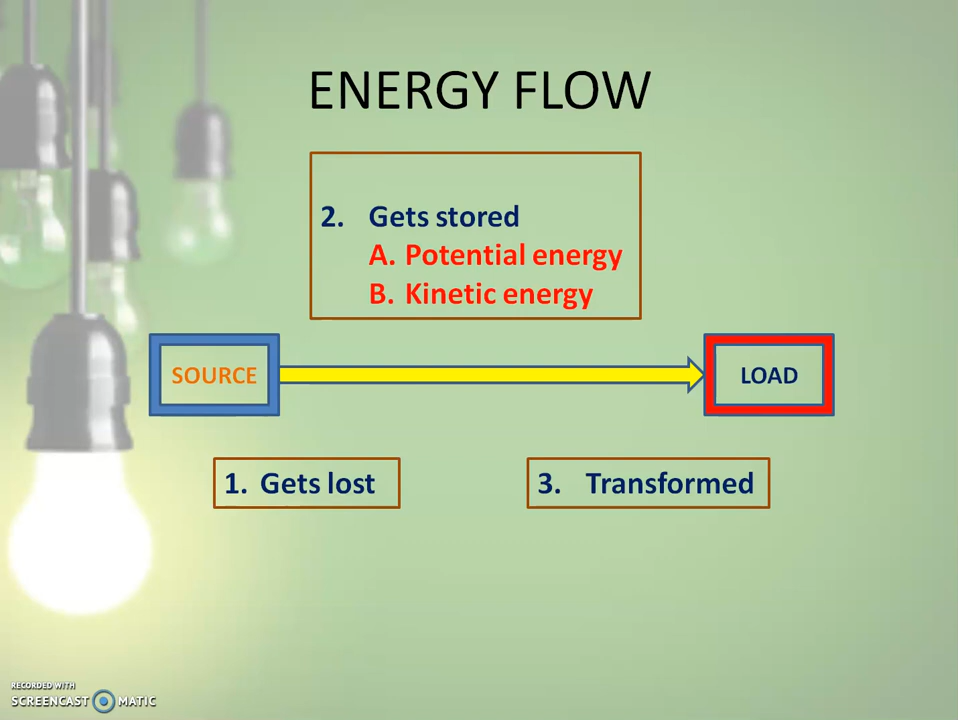 ENERGY FLOW
2. Gets stored
A. Potential energy
B. Kinetic energy
SOURCE
LOAD
1. Gets lost
3. Transformed
RECORDED WITH
SCREENCAST MATIC